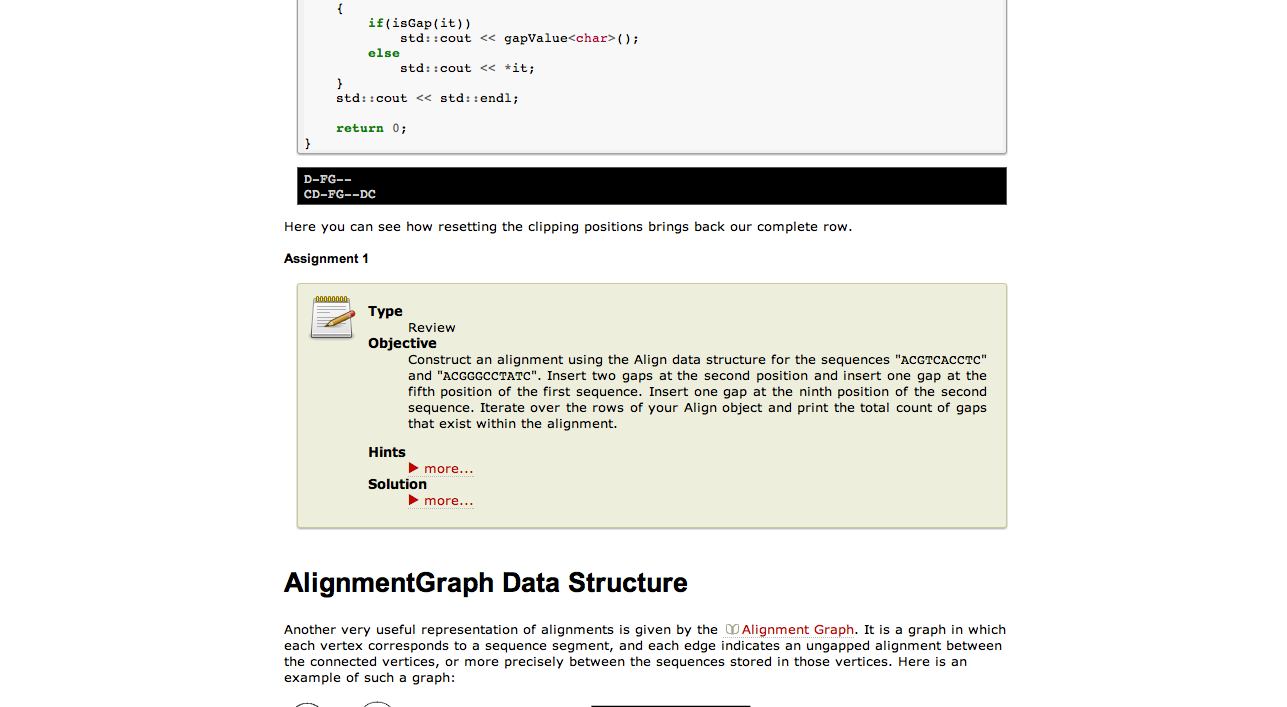 {
if(isGap(it))
std::cout << gapValue<char>();
else
std::cout << *it;
}
std::cout << std::endl;
return 0;
}
D-FG--
CD-FG--DC
Here you can see how resetting the clipping positions brings back our complete row.
Assignment 1
Type
Review
Objective
Construct an alignment using the Align data structure for the sequences "ACGTCACCTC"
and "ACGGGCCTATC". Insert two gaps at the second position and insert one gap at the
fifth position of the first sequence. Insert one gap at the ninth position of the second
sequence. Iterate over the rows of your Align object and print the total count of gaps
that exist within the alignment.
Hints
more...
Solution
more...
AlignmentGraph Data Structure
Another very useful representation of alignments is given by the Alignment Graph. It is a graph in which
each vertex corresponds to a sequence segment, and each edge indicates an ungapped alignment between
the connected vertices, or more precisely between the sequences stored in those vertices. Here is an
example of such a graph: